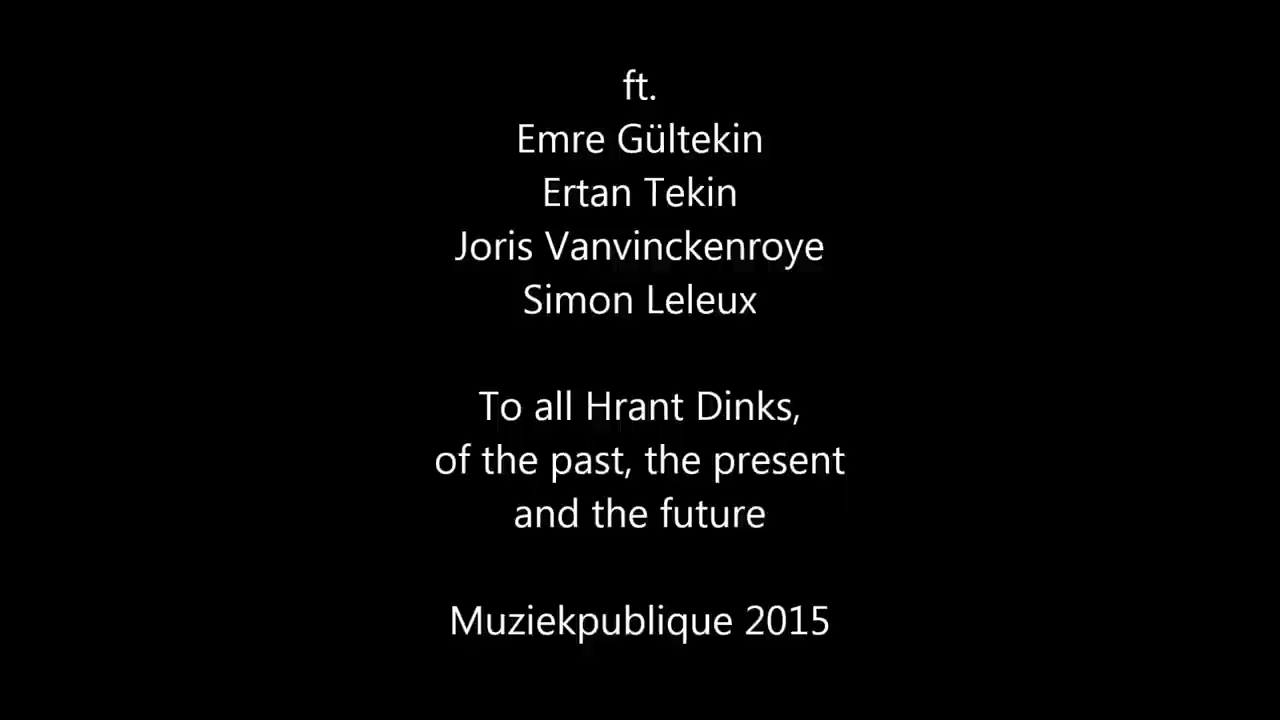 ft.
Emre Gültekin
Ertan Tekin
Joris Vanvinckenroye
Simon Leleux
To all Hrant Dinks,
of the past, the present
and the future
Muziekpublique 2015